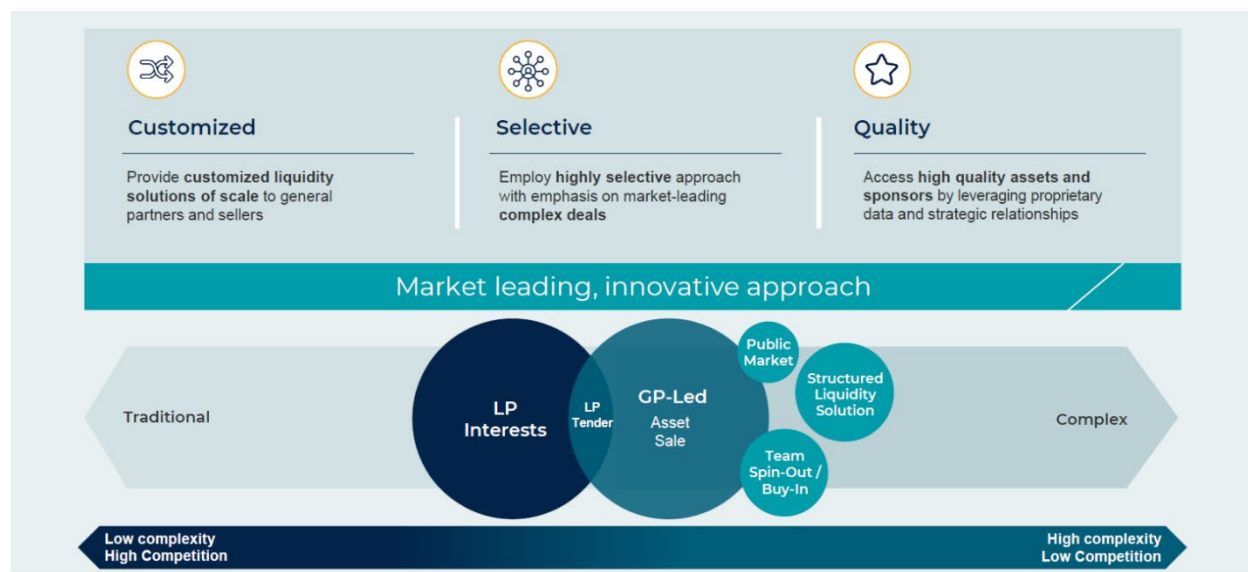 Customized
Provide customized liquidity
solutions of scale to general
partners and sellers
Selective
Employ highly selective approach
with emphasis on market-leading
complex deals
Quality
Access high quality assets and
sponsors by leveraging proprietary
data and strategic relationships
Market leading, innovative approach
Traditional
LP
Interests
LP
Tender
GP-Led
Asset
Sale
Public
Market
Structured
Liquidity
Solution
Team
Spin-Out /
Buy-In
Complex
Low complexity
High Competition
High complexity
Low Competition